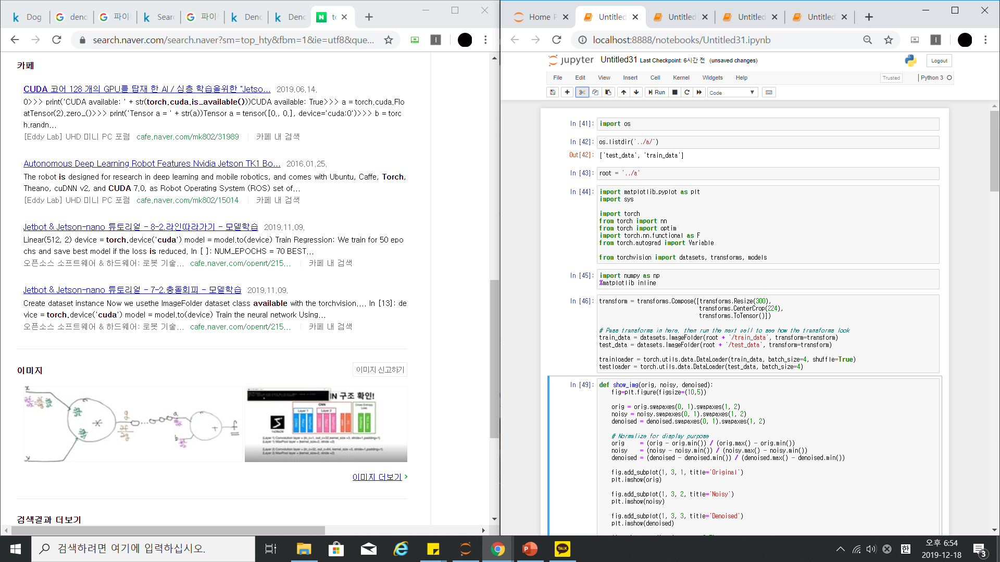 Dog
deno
파이
Sear
파이
Deno
Deno
to
search.naver.com/search.naver?sm=top_hty&fbm=1&ie=utf8&que...
카페
CUDA 코어 128 개의 GPU를 탑재 한 AI / 심층 학습을위한 "Jetso... 2019.06.14.
0>>> print('CUDA available: ' + str(torch.cuda.is_available()))CUDA available: True>>> a = torch.cuda.Flo
atTensor(2).zero_()>>> print('Tensor a = ' + str(a))Tensor a = tensor([0., 0.], device='cuda:0')>>> b = torc
h.randn...
[Eddy Lab] UHD 미니 PC 포럼 cafe.naver.com/mk802/31989 카페 내 검색
Autonomous Deep Learning Robot Features Nvidia Jetson TK1 Bo... 2016.01.25.
The robot is designed for research in deep learning and mobile robotics, and comes with Ubuntu, Caffe, Torch,
Theano, cuDNN v2, and CUDA 7.0, as Robot Operating System (ROS) set of...
[Eddy Lab] UHD 미니 PC 포럼 cafe.naver.com/mk802/15014 카페 내 검색
Jetbot & Jetson-nano 튜토리얼 - 8-2.라인따라가기 - 모델학습 2019.11.09.
Linear(512, 2) device = torch.device('cuda') model = model.to(device) Train Regression: We train for 50 epo
chs and save best model if the loss is reduced. In [ ]: NUM_EPOCHS = 70 BEST...
오픈소스 소프트웨어 & 하드웨어: 로봇 기술... cafe.naver.com/openrt/215... 카페 내 검색
Jetbot & Jetson-nano 튜토리얼 - 7-2.충돌회피 - 모델학습 2019.11.09.
Create dataset instance Now we usethe ImageFolder dataset class available with the torchvision.... In [13]: de
vice = torch.device('cuda') model = model.to(device) Train the neural network Using...
오픈소스 소프트웨어 & 하드웨어: 로봇 기술... cafe.naver.com/openrt/215... 카페 내 검색
이미지
이미지 신고하기
IN 구조 확인!
CNN
Layer 1
Layer 2
이미지 더보기
검색결과 더보기
Home P
Untitled
Untitled
Untitled
Untitled
localhost:8888/notebooks/Untitled31.ipynb
jupyter Untitled31 Last Checkpoint: 6시간 전 (unsaved changes)
Logout
File Edit View Insert Cell Kernel Widgets Help
Trusted
Python 3
Run
Code
In [41]: import os
In [42]: os.listdir('../a/')
Out[42]: ['test_data', 'train_data']
In [43]: root = '../a'
In [44]: import matplotlib.pyplot as plt
import sys
import torch
from torch import nn
from torch import optim
import torch.nn.functional as F
from torch.autograd import Variable
from torchvision import datasets, transforms, models
In [45]: import numpy as np
%matplotlib inline
In [46]: transform = transforms.Compose([transforms.Resize(300),
transforms.CenterCrop(224),
transforms.ToTensor()])
# Pass transforms in here, then run the next cell to see how the transforms look
train_data = datasets.ImageFolder(root + '/train_data', transform=transform)
test_data = datasets.ImageFolder(root + '/test_data', transform=transform)
trainloader = torch.utils.data.DataLoader(train_data, batch_size=4, shuffle=True)
testloader = torch.utils.data.DataLoader(test_data, batch_size=4)
In [49]: def show_img(orig, noisy, denoised):
fig=plt.figure(figsize=(10,5))
orig = orig.swapaxes(0, 1).swapaxes(1, 2)
noisy = noisy.swapaxes(0, 1).swapaxes(1, 2)
denoised = denoised.swapaxes(0, 1).swapaxes(1, 2)
# Normalize for display purpose
orig = (orig - orig.min()) / (orig.max() - orig.min())
noisy = (noisy - noisy.min()) / (noisy.max() - noisy.min())
denoised = (denoised - denoised.min()) / (denoised.max() - denoised.min())
fig.add_subplot(1, 3, 1, title='Original')
plt.imshow(orig)
fig.add_subplot(1, 3, 2, title='Noisy')
plt.imshow(noisy)
fig.add_subplot(1, 3, 3, title='Denoised')
plt.imshow(denoised)
검색하려면 여기에 입력하십시오.
TALK
한
오후 6:54
2019-12-18
3